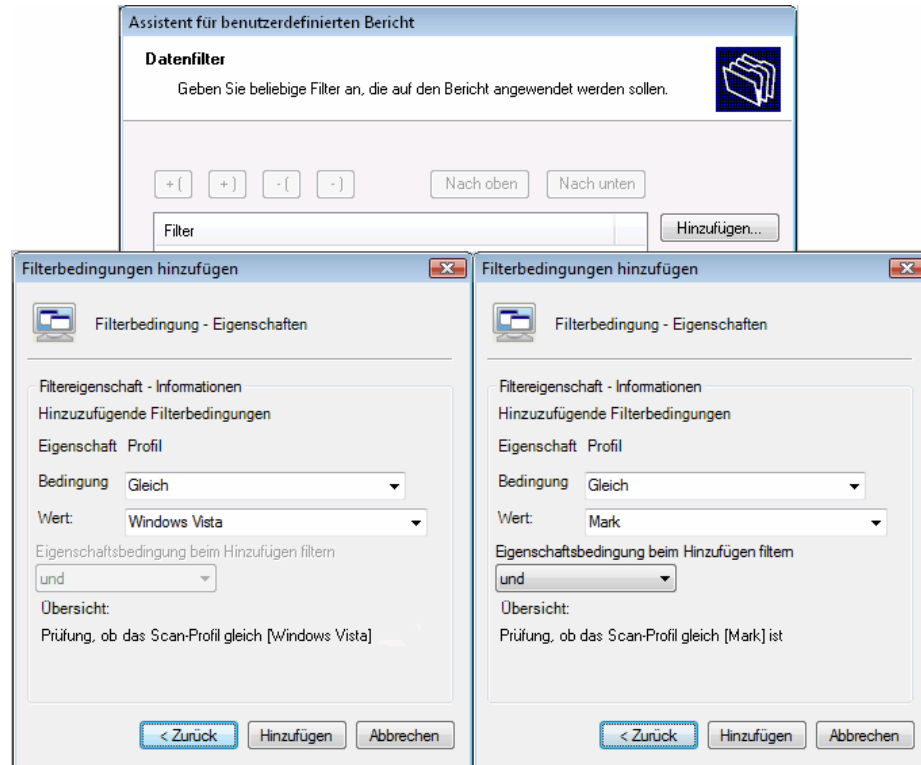 Assistent für benutzerdefinierten Bericht
Datenfilter
Geben Sie beliebige Filter an, die auf den Bericht angewendet werden sollen.
+ (
+ )
- (
- )
Nach oben
Nach unten
Filter
Hinzufügen...
Filterbedingungen hinzufügen
Filterbedingung - Eigenschaften
Filtereigenschaft - Informationen
Hinzuzufügende Filterbedingungen
Eigenschaft Profil
Bedingung Gleich
Wert: Windows Vista
Eigenschaftsbedingung beim Hinzufügen filtern
und
Übersicht:
Prüfung, ob das Scan-Profil gleich [Windows Vista]
< Zurück
Hinzufügen
Abbrechen
Filterbedingungen hinzufügen
Filterbedingung - Eigenschaften
Filtereigenschaft - Informationen
Hinzuzufügende Filterbedingungen
Eigenschaft Profil
Bedingung Gleich
Wert: Mark
Eigenschaftsbedingung beim Hinzufügen filtern
und
Übersicht:
Prüfung, ob das Scan-Profil gleich [Mark] ist
< Zurück
Hinzufügen
Abbrechen